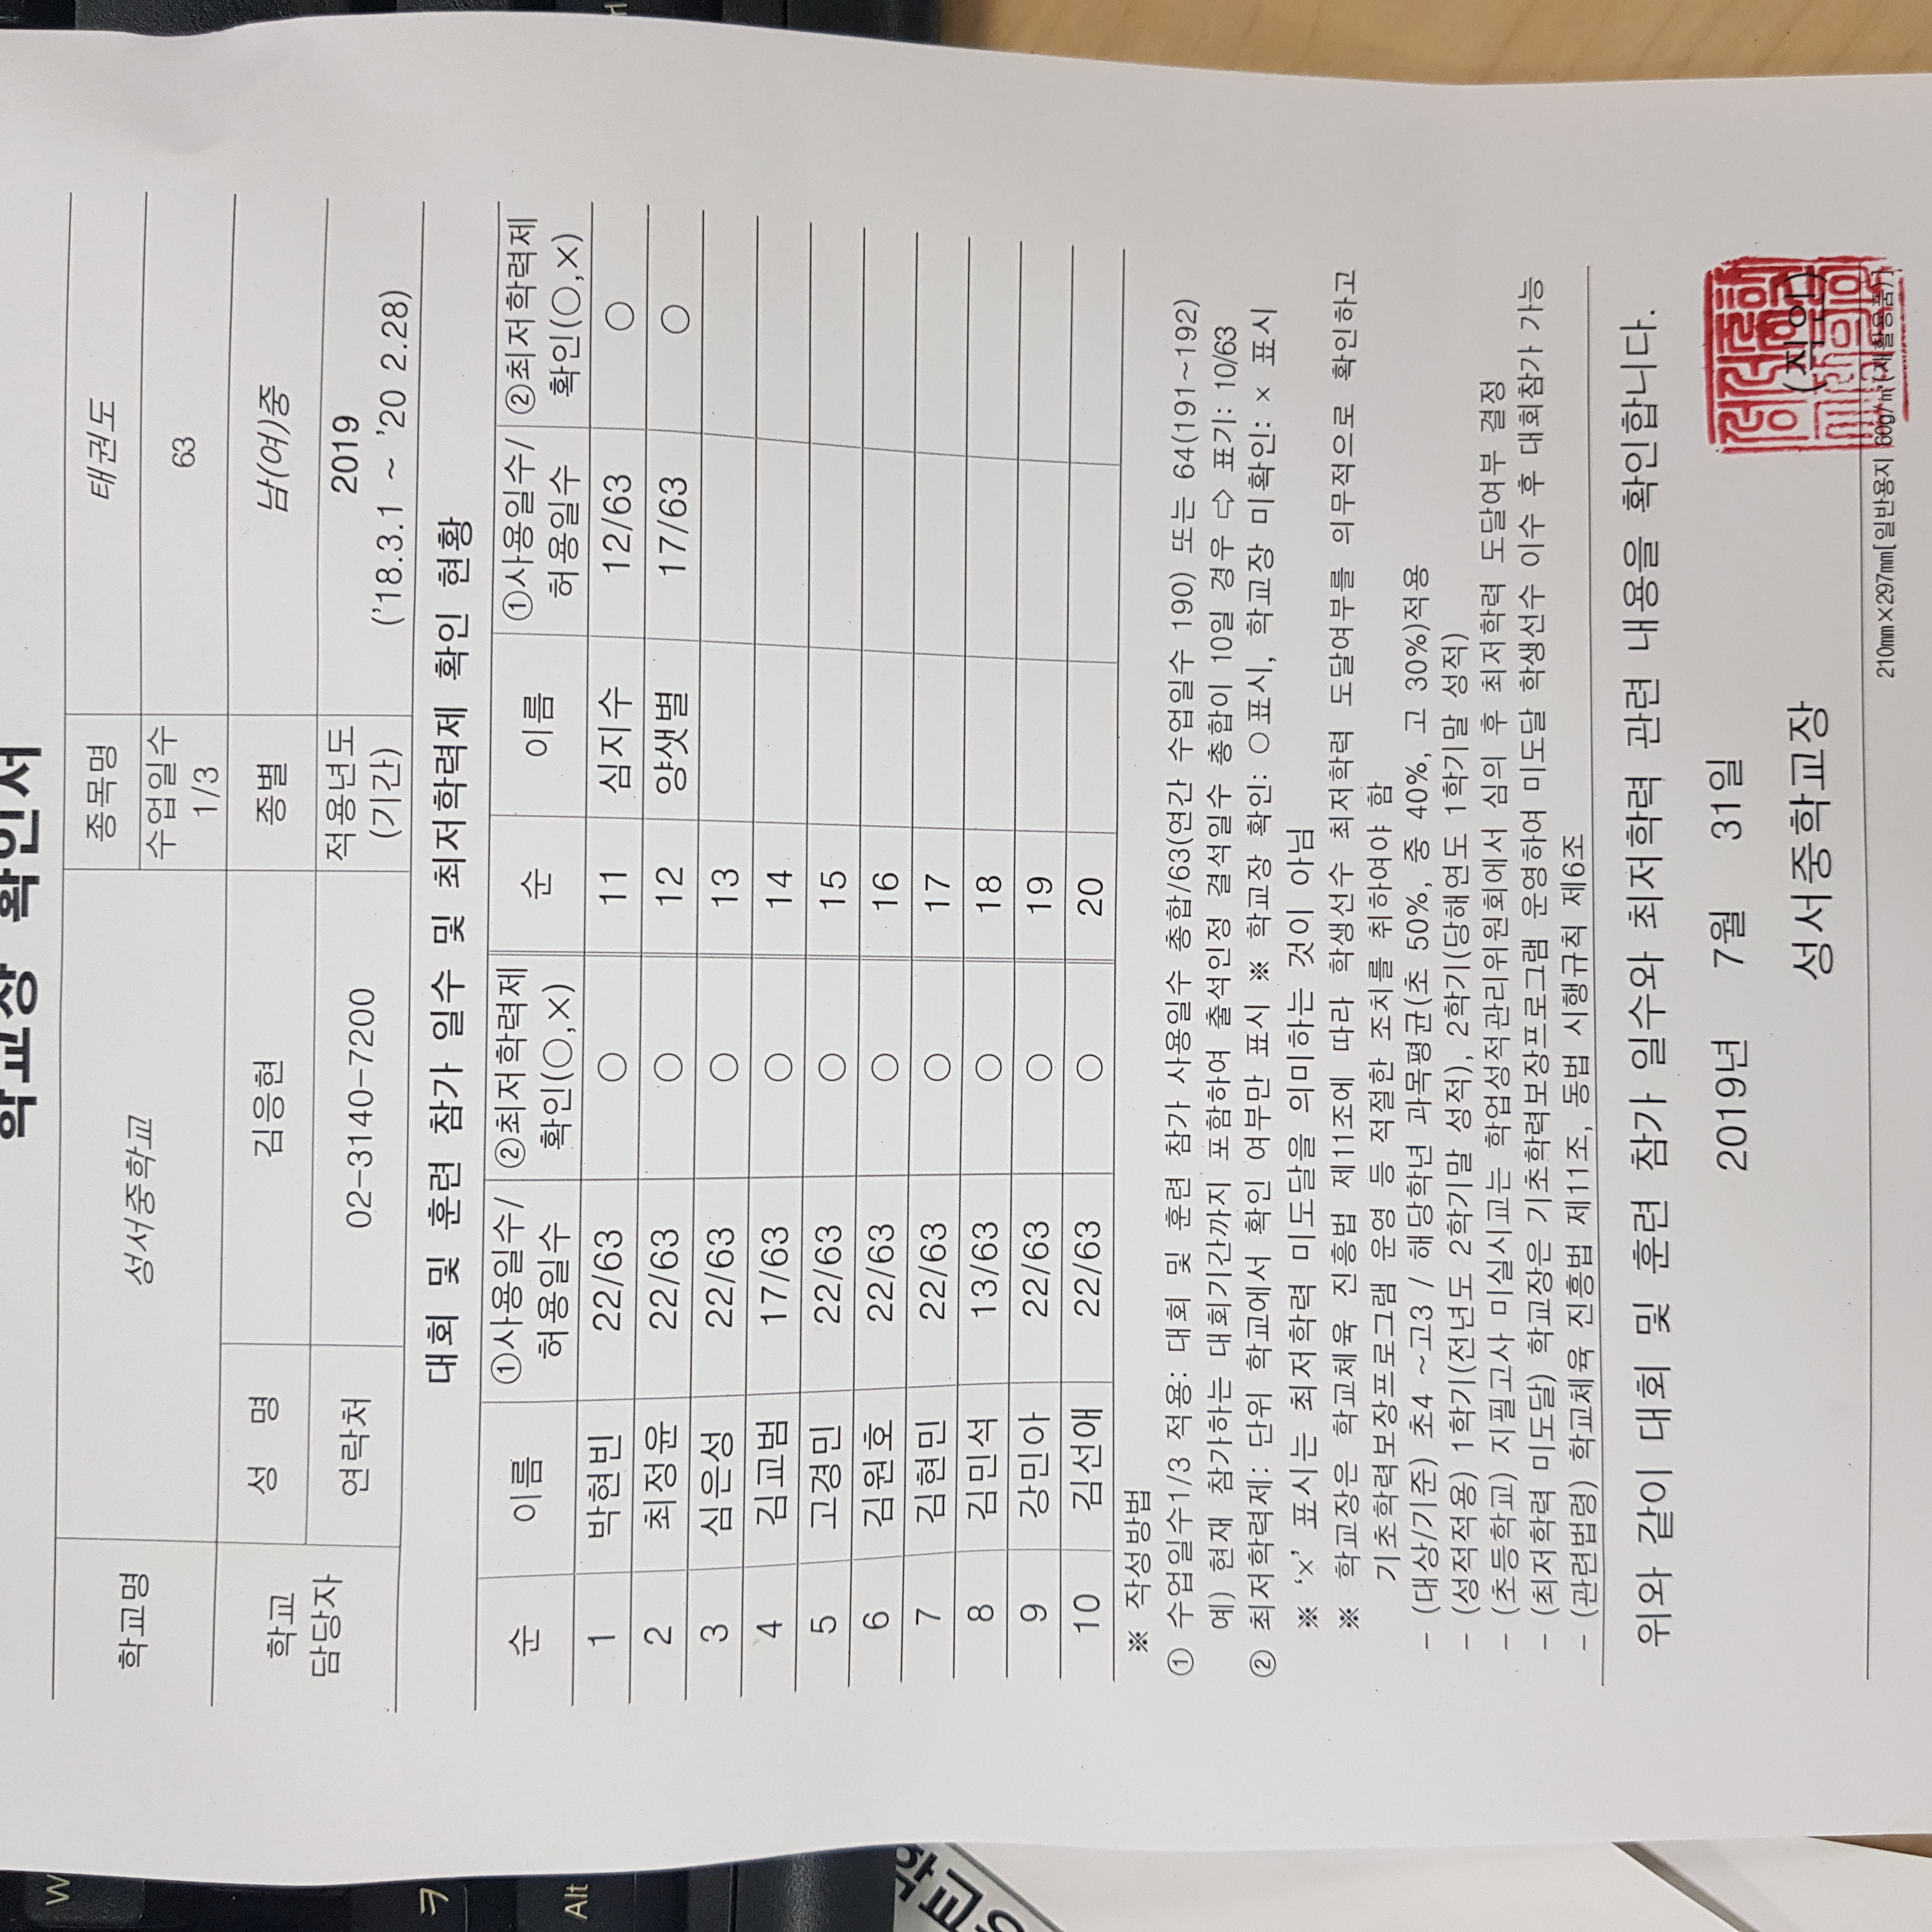 학교장 확인서
학교명 성서중학교 종목명 태권도
수업일수 1/3 63
학교 담당자 성 명 김응현 종별 남(여)중
연락처 02-3140-7200 적용년도 (기간) 2019 ('18.3.1 ~ '20 2.28)
대회 및 훈련 참가 일수 및 최저학력제 확인 현황
순 이름 ①사용일수/허용일수 ②최저학력제 확인(○,×) 순 이름 ①사용일수/허용일수 ②최저학력제 확인(○,×)
1 박현빈 22/63 ○ 11 심지수 12/63 ○
2 최정윤 22/63 ○ 12 양샛별 17/63 ○
3 심은성 22/63 ○ 13
4 김교범 17/63 ○ 14
5 고경민 22/63 ○ 15
6 김원호 22/63 ○ 16
7 김현민 22/63 ○ 17
8 김민석 13/63 ○ 18
9 강민아 22/63 ○ 19
10 김선애 22/63 ○ 20
※ 작성방법
① 수업일수1/3 적용: 대회 및 훈련 참가 사용일수 총합/63(연간 수업일수 190) 또는 64(191~192)
예) 현재 참가하는 대회기간까지 포함하여 출석인정 결석일수 총합이 10일 경우 ⇨ 표기: 10/63
② 최저학력제: 단위 학교에서 확인 여부만 표시 ※ 학교장 확인: ○ 표시, 학교장 미확인: × 표시
※ '×' 표시는 최저학력 미도달을 의미하는 것이 아님
※ 학교장은 학교체육 진흥법 제11조에 따라 학생선수 최저학력 도달여부를 의무적으로 확인하고
기초학력보장프로그램 운영 등 적절한 조치를 취하여야 함
- (대상/기준) 초4 ~고3 / 해당학년 과목평균(초 50%, 중 40%, 고 30%)적용
- (성적적용) 1학기(전년도 2학기말 성적), 2학기(당해연도 1학기말 성적)
- (초등학교) 지필고사 미실시교는 학업성적관리위원회에서 심의 후 최저학력 도달여부 결정
- (최저학력 미도달) 학교장은 기초학력보장프로그램 운영하여 미도달 학생선수 이수 후 대회참가 가능
- (관련법령) 학교체육 진흥법 제11조, 동법 시행규칙 제6조
위와 같이 대회 및 훈련 참가 일수와 최저학력 관련 내용을 확인합니다.
2019년 7월 31일
성서중학교장 (직인)
210㎜×297㎜[일반용지 60g/㎡(재활용품)]
W
ㅋ
Alt